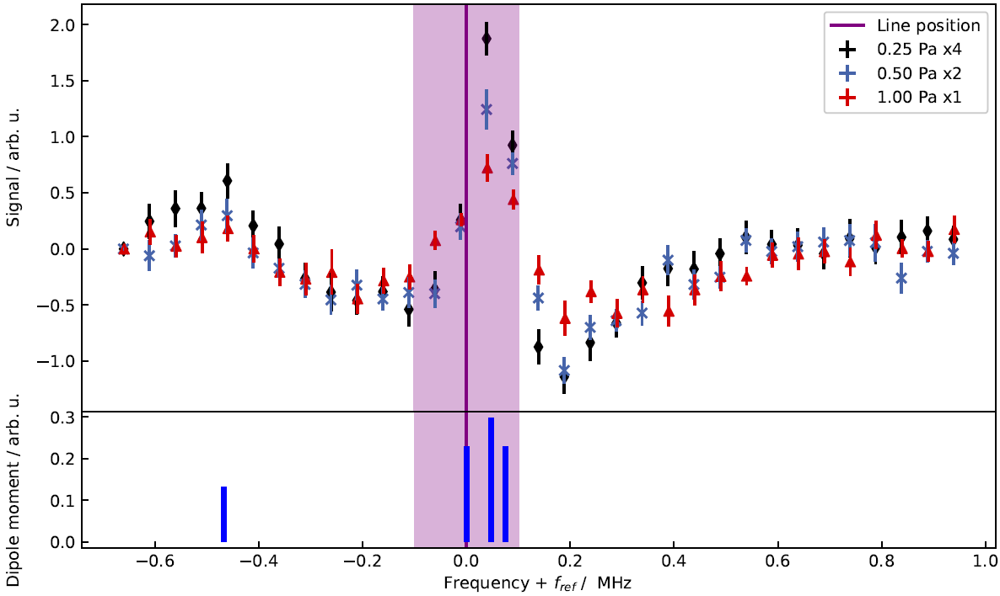 Signal / arb. u.
2.0
1.5
1.0
0.5
0.0
−0.5
−1.0
Line position
0.25 Pa x4
0.50 Pa x2
1.00 Pa x1
Dipole moment / arb. u.
0.3
0.2
0.1
0.0
−0.6 −0.4 −0.2 0.0 0.2 0.4 0.6 0.8 1.0
Frequency + f_ref / MHz